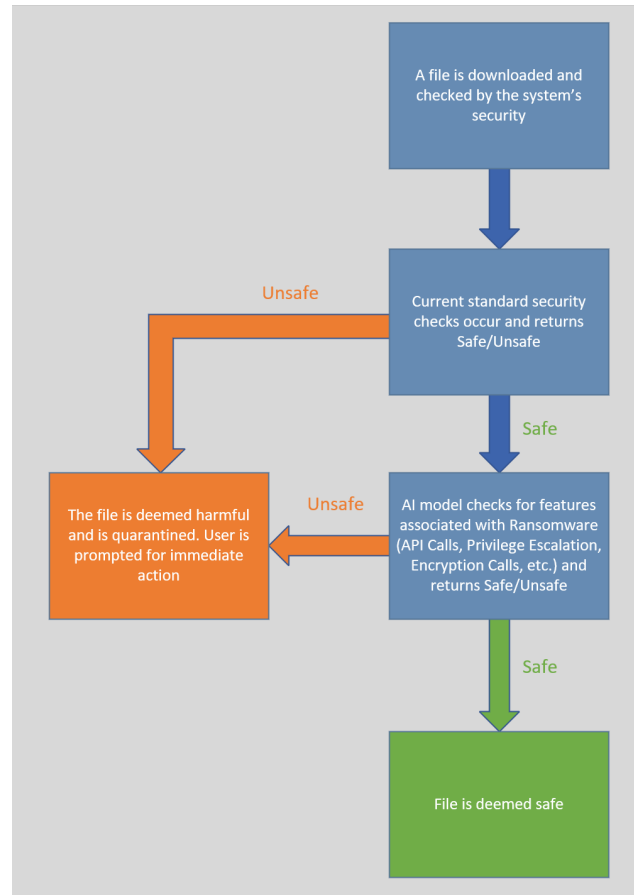 A file is downloaded and
checked by the system's
security
Unsafe
Current standard security
checks occur and returns
Safe/Unsafe
Safe
The file is deemed harmful
and is quarantined. User is
prompted for immediate
action
Unsafe
AI model checks for features
associated with Ransomware
(API Calls, Privilege Escalation,
Encryption Calls, etc.) and
returns Safe/Unsafe
Safe
File is deemed safe